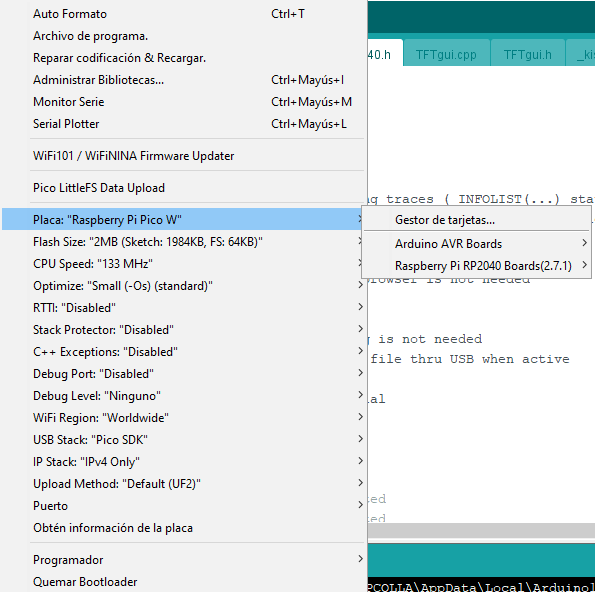 Auto Formato Ctrl+T
Archivo de programa.
Reparar codificación & Recargar.
Administrar Bibliotecas... Ctrl+Mayús+I
Monitor Serie Ctrl+Mayús+M
Serial Plotter Ctrl+Mayús+L
WiFi101 / WiFiNINA Firmware Updater
Pico LittleFS Data Upload
Placa: "Raspberry Pi Pico W"
Flash Size: "2MB (Sketch: 1984KB, FS: 64KB)"
CPU Speed: "133 MHz"
Optimize: "Small (-Os) (standard)"
RTTI: "Disabled"
Stack Protector: "Disabled"
C++ Exceptions: "Disabled"
Debug Port: "Disabled"
Debug Level: "Ninguno"
WiFi Region: "Worldwide"
USB Stack: "Pico SDK"
IP Stack: "IPv4 Only"
Upload Method: "Default (UF2)"
Puerto
Obtén información de la placa
Programador
Quemar Bootloader
40.h TFTgui.cpp TFTgui.h _kis
traces ( INFOLIST(...) sta
Gestor de tarjetas...
Arduino AVR Boards
Raspberry Pi RP2040 Boards(2.7.1)
browser is not needed
is not needed
file thru USB when active
al
ted
ted
PCOLLA\AppData\Local\Arduino1